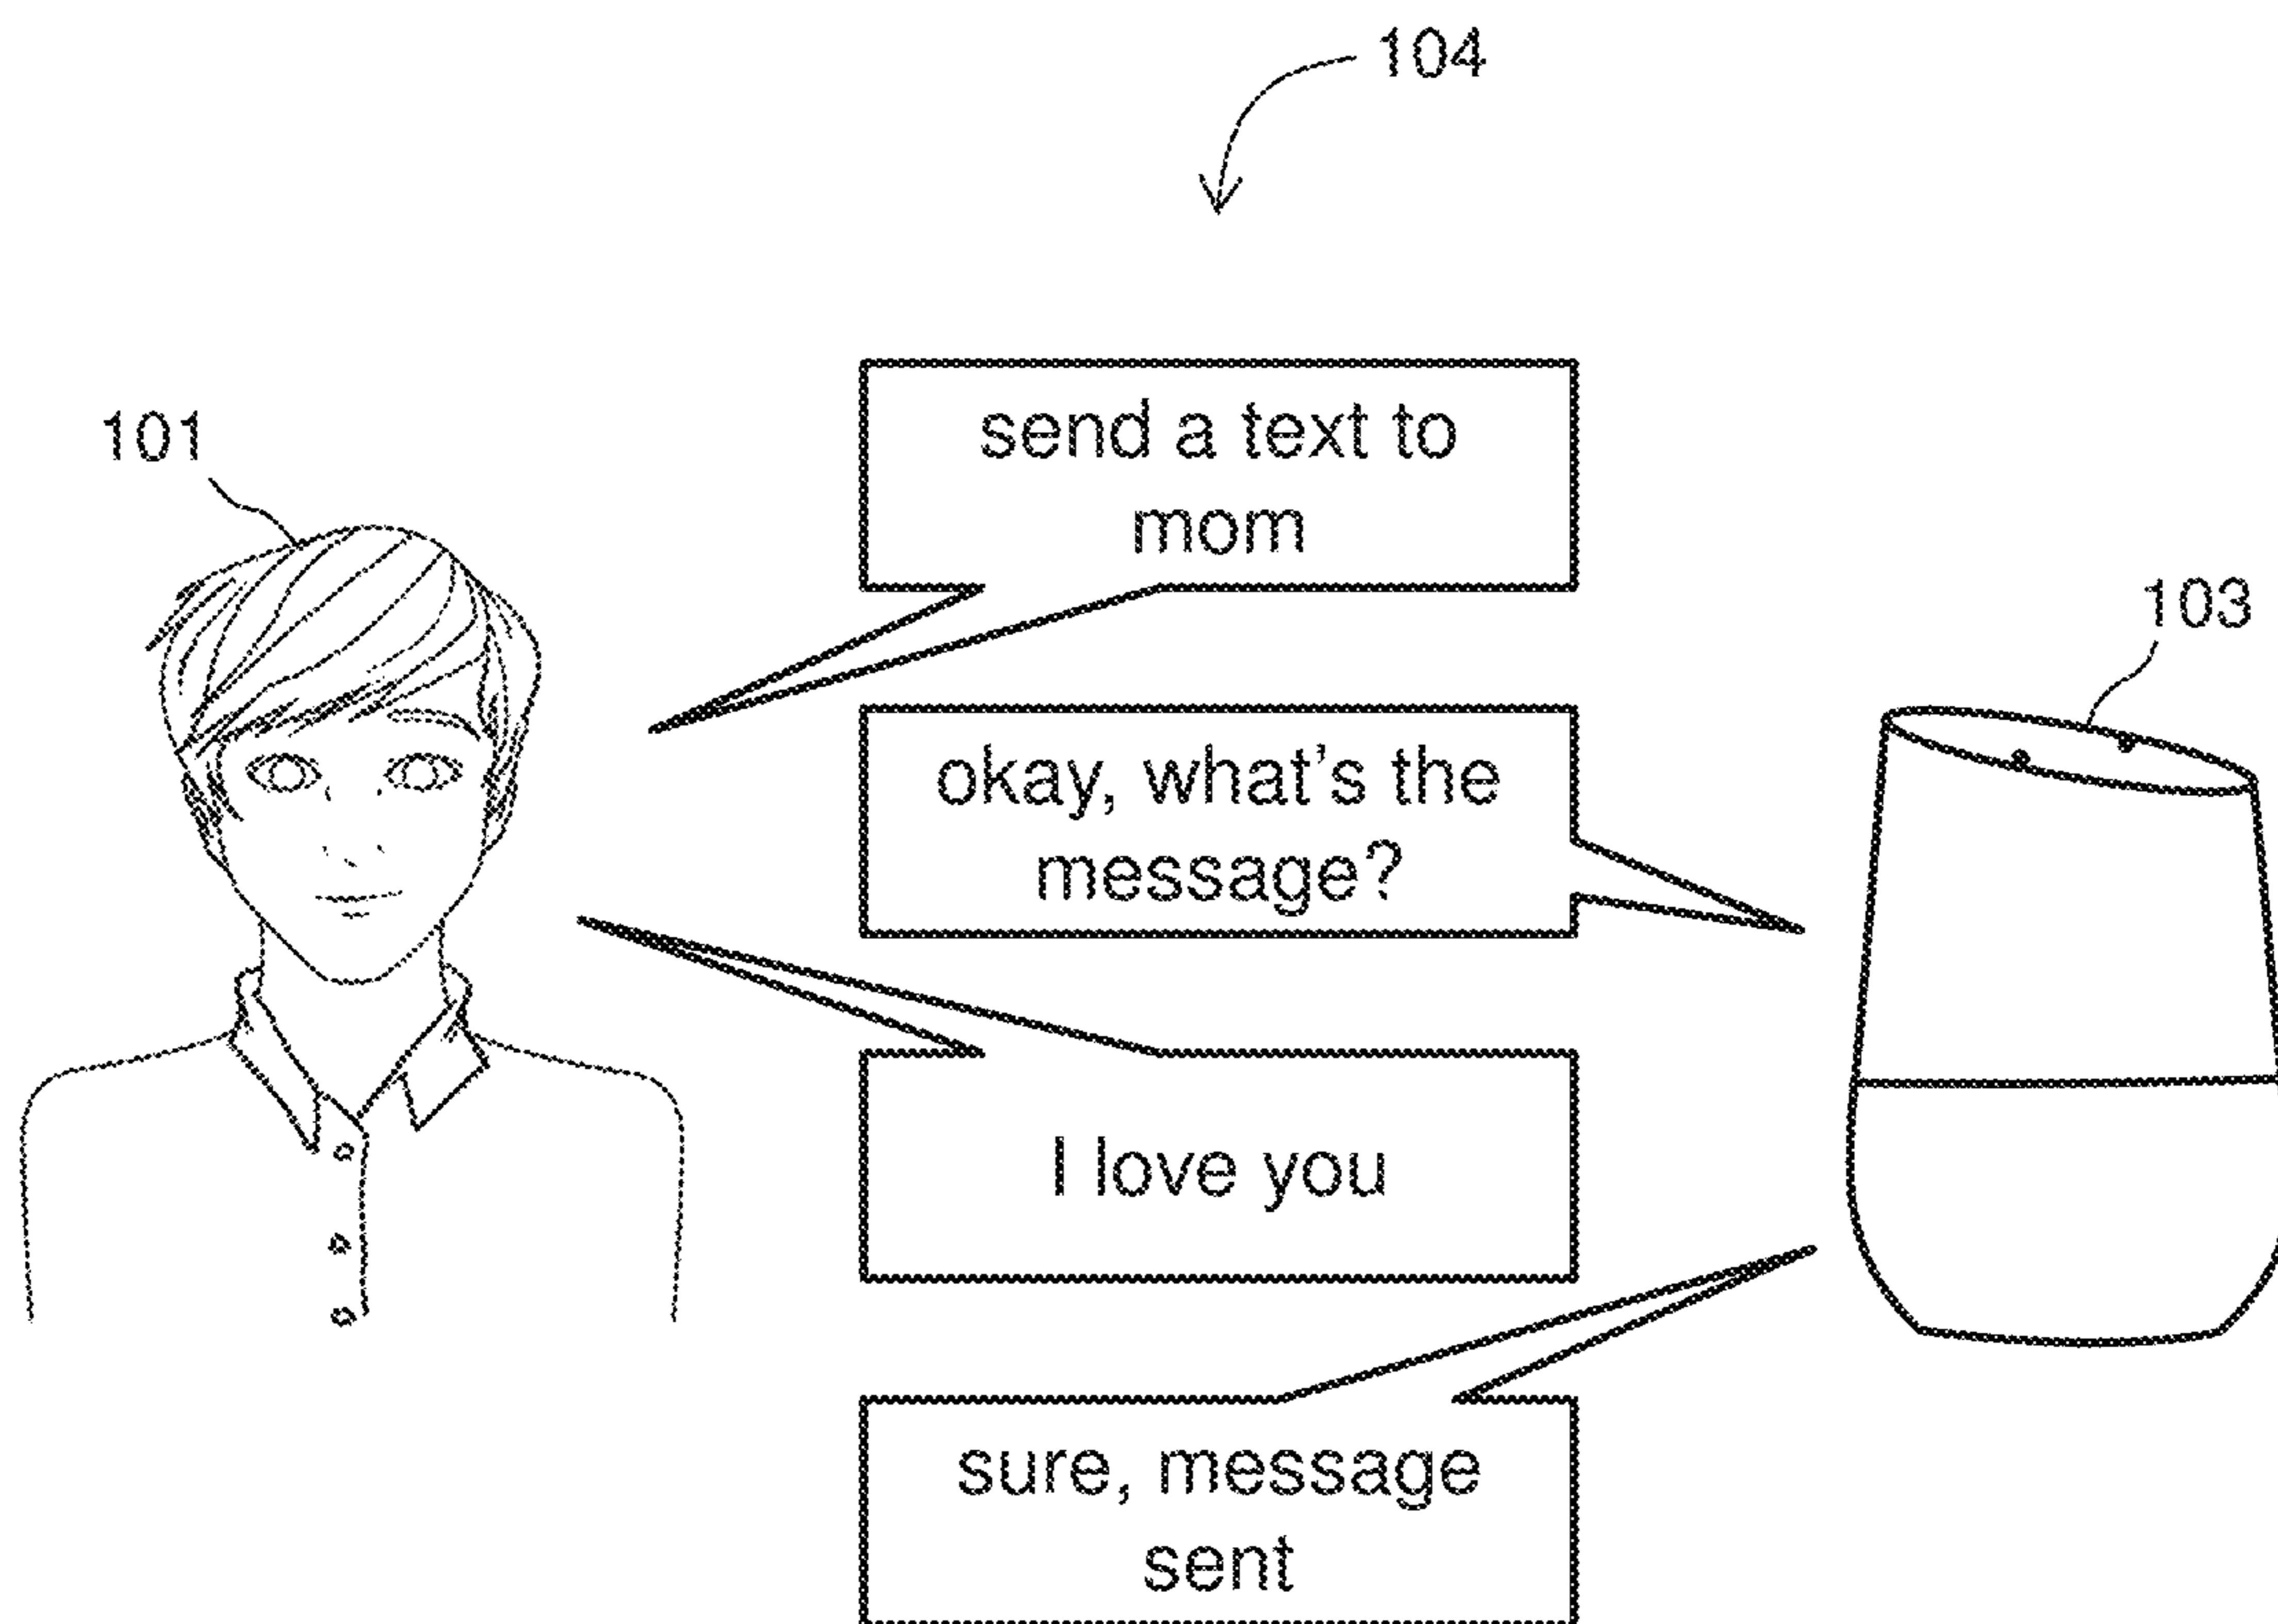 104
101
send a text to
mom
103
okay, what's the
message?
I love you
sure, message
sent